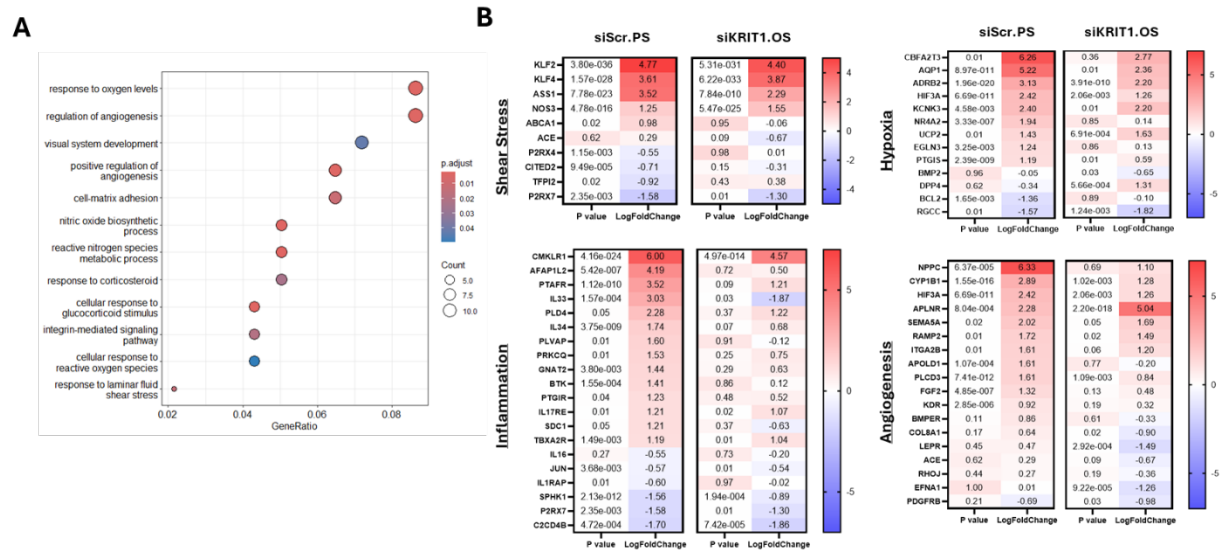 A
response to oxygen levels
regulation of angiogenesis
visual system development
positive regulation of
angiogenesis
cell-matrix adhesion
nitric oxide biosynthetic
process
reactive nitrogen species
metabolic process
response to corticosteroid
cellular response to
glucocorticoid stimulus
integrin-mediated signaling
pathway
cellular response to
reactive oxygen species
response to laminar fluid
shear stress
0.02 0.04 0.06 0.08
GeneRatio
p.adjust
0.01
0.02
0.03
0.04
Count
5.0
7.5
10.0
B
siScr.PS siKRIT1.OS
Shear Stress
KLF2 3.80e-036 4.77 5.31e-031 4.40
KLF4 1.57e-028 3.61 6.22e-033 3.87
ASS1 7.78e-023 3.52 7.84e-010 2.29
NOS3 4.78e-016 1.25 5.47e-025 1.55
ABCA1 0.02 0.98 0.95 -0.06
ACE 0.62 0.29 0.09 -0.67
P2RX4 1.15e-003 -0.55 0.98 0.01
CITED2 9.49e-005 -0.71 0.15 -0.31
TFPI2 0.02 -0.92 0.43 0.38
P2RX7 2.35e-003 -1.58 0.01 -1.30
P value LogFoldChange P value LogFoldChange
4
2
0
-2
-4
Inflammation
CMKLR1 4.16e-024 6.00 4.97e-014 4.57
AFAP1L2 5.42e-007 4.19 0.72 0.50
PTAFR 1.12e-010 3.52 0.09 1.21
IL33 1.57e-004 3.03 0.33 -1.87
PLD4 0.05 2.28 0.37 1.22
IL34 3.75e-009 1.74 0.07 0.68
PLVAP 0.01 1.60 0.91 -0.12
PRKCQ 0.01 1.53 0.25 0.75
GNAT2 3.80e-003 1.44 0.29 0.63
BTK 1.55e-004 1.41 0.86 0.12
PTGIR 0.04 1.23 0.48 0.52
IL17RE 0.01 1.21 0.02 1.07
SDC1 0.05 1.21 0.37 -0.63
TBXA2R 1.49e-003 1.19 0.01 1.04
IL16 0.27 -0.55 0.73 -0.20
JUN 3.68e-003 -0.57 0.01 -0.54
IL1RAP 0.01 -0.60 0.97 -0.02
SPHK1 2.13e-012 -1.56 1.94e-004 -0.89
P2RX7 2.35e-003 -1.58 0.01 -1.30
C2CD4B 4.72e-004 -1.70 7.42e-005 -1.86
P value LogFoldChange P value LogFoldChange
5
0
-5
siScr.PS siKRIT1.OS
Hypoxia
CBFA2T3 0.01 6.26 0.36 2.77
AQP1 8.97e-011 5.22 0.01 2.36
ADRB2 1.96e-020 3.13 3.91e-010 2.20
HIF3A 6.69e-011 2.42 2.06e-003 1.26
KCNK3 4.58e-003 2.40 0.01 2.20
NR4A2 3.33e-007 1.94 0.85 0.14
UCP2 0.01 1.43 6.91e-004 1.63
EGLN3 3.25e-003 1.24 0.86 0.13
PTGIS 2.39e-009 1.19 0.01 0.59
BMP2 0.96 -0.05 0.03 -0.65
DPP4 0.62 -0.34 5.66e-004 1.31
BCL2 1.65e-003 -1.36 0.89 -0.10
RGCC 0.01 -1.57 1.24e-003 -1.82
P value LogFoldChange P value LogFoldChange
5
0
-5
Angiogenesis
NPPC 6.37e-005 6.33 0.69 1.10
CYP1B1 1.55e-016 2.89 1.02e-003 1.28
HIF3A 6.69e-011 2.42 2.06e-003 1.26
APLNR 8.04e-004 2.28 2.20e-018 5.04
SEMA5A 0.02 2.02 0.05 1.69
RAMP2 0.01 1.72 0.02 1.49
ITGA2B 0.01 1.61 0.06 1.20
APOLD1 1.07e-004 1.61 0.77 -0.20
PLCD3 7.41e-012 1.61 1.09e-003 0.84
FGF2 4.85e-007 1.32 0.13 0.48
KDR 2.85e-006 0.92 0.19 0.32
BMPER 0.11 0.86 0.61 -0.33
COL8A1 0.17 0.64 0.02 -0.90
LEPR 0.45 0.47 2.92e-004 -1.49
ACE 0.62 0.29 0.09 -0.67
RHOJ 0.44 0.27 0.19 -0.36
EFNA1 1.00 0.01 9.22e-005 -1.26
PDGFRB 0.21 -0.69 0.03 -0.98
P value LogFoldChange P value LogFoldChange
5
0
-5